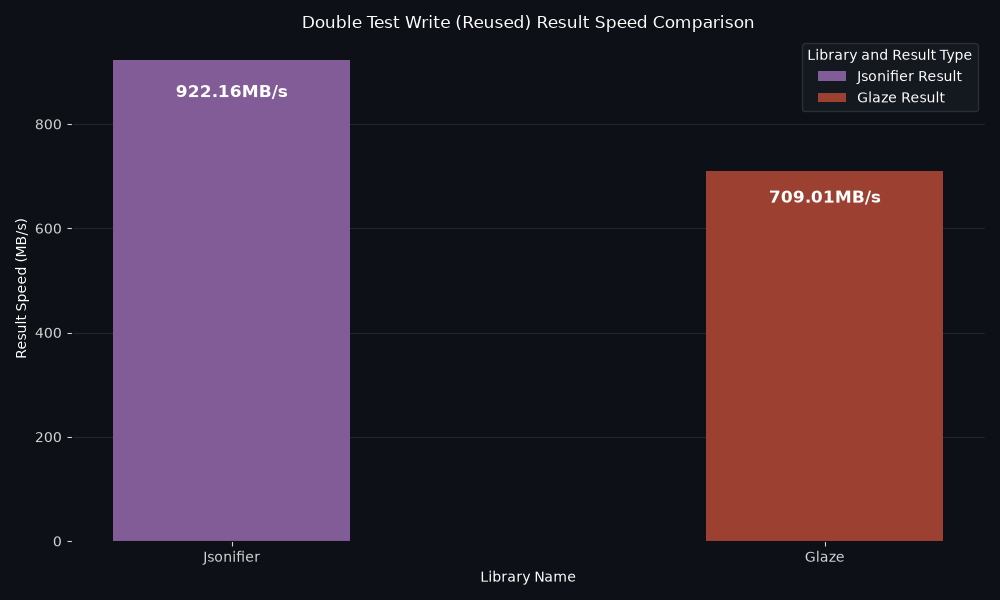 Double Test Write (Reused) Result Speed Comparison
Library and Result Type
Jsonifier Result
Glaze Result
922.16MB/s
709.01MB/s
Result Speed (MB/s)
800
600
400
200
0
Jsonifier
Glaze
Library Name